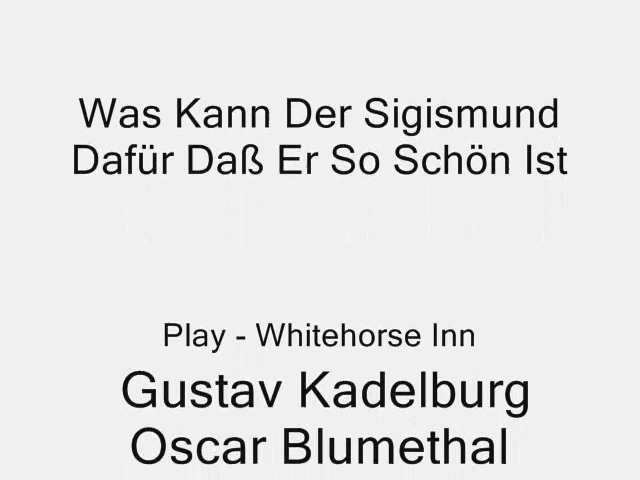 Was Kann Der Sigismund
Dafür Daß Er So Schön Ist
Play - Whitehorse Inn
Gustav Kadelburg
Oscar Blumethal